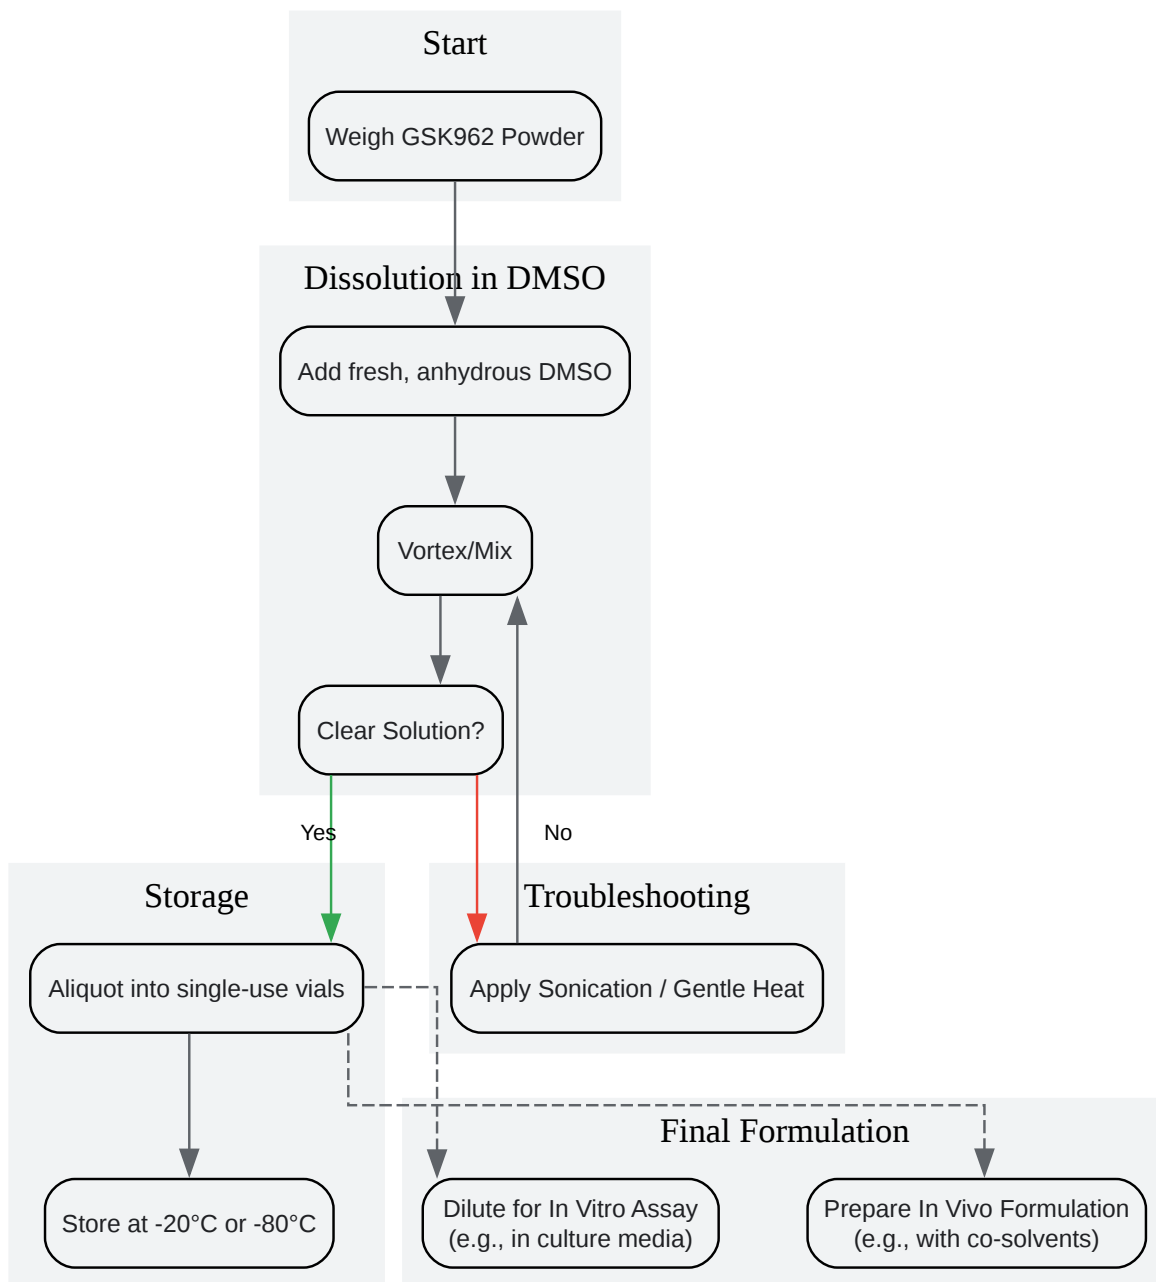 Start
Weigh GSK962 Powder
Dissolution in DMSO
Add fresh, anhydrous DMSO
Vortex/Mix
Clear Solution?
Yes
No
Storage
Troubleshooting
Aliquot into single-use vials
Apply Sonication / Gentle Heat
Final Formulation
Store at -20°C or -80°C
Dilute for In Vitro Assay
(e.g., in culture media)
Prepare In Vivo Formulation
(e.g., with co-solvents)